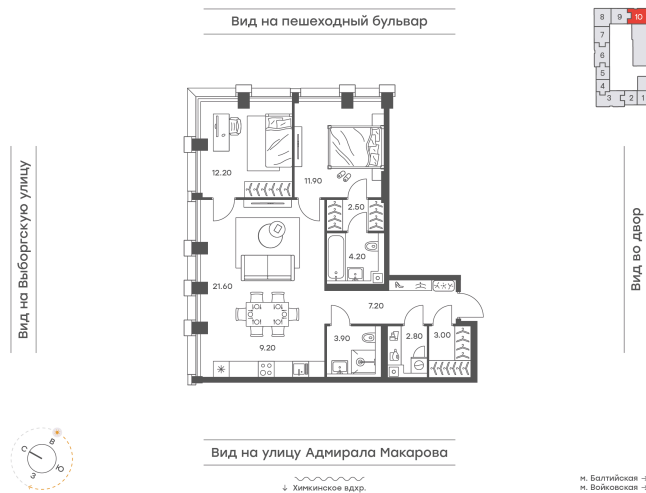 Вид на пешеходный бульвар
8 9 10
7
6
5
4
3 2 1
Вид на Выборгскую улицу
12.20
11.90
2.50
4.20
21.60
7.20
9.20
3.90
2.80
3.00
Вид во двор
С В
З Ю
Вид на улицу Адмирала Макарова
↓ Химкинское вдхр.
м. Балтийская →
м. Войковская →